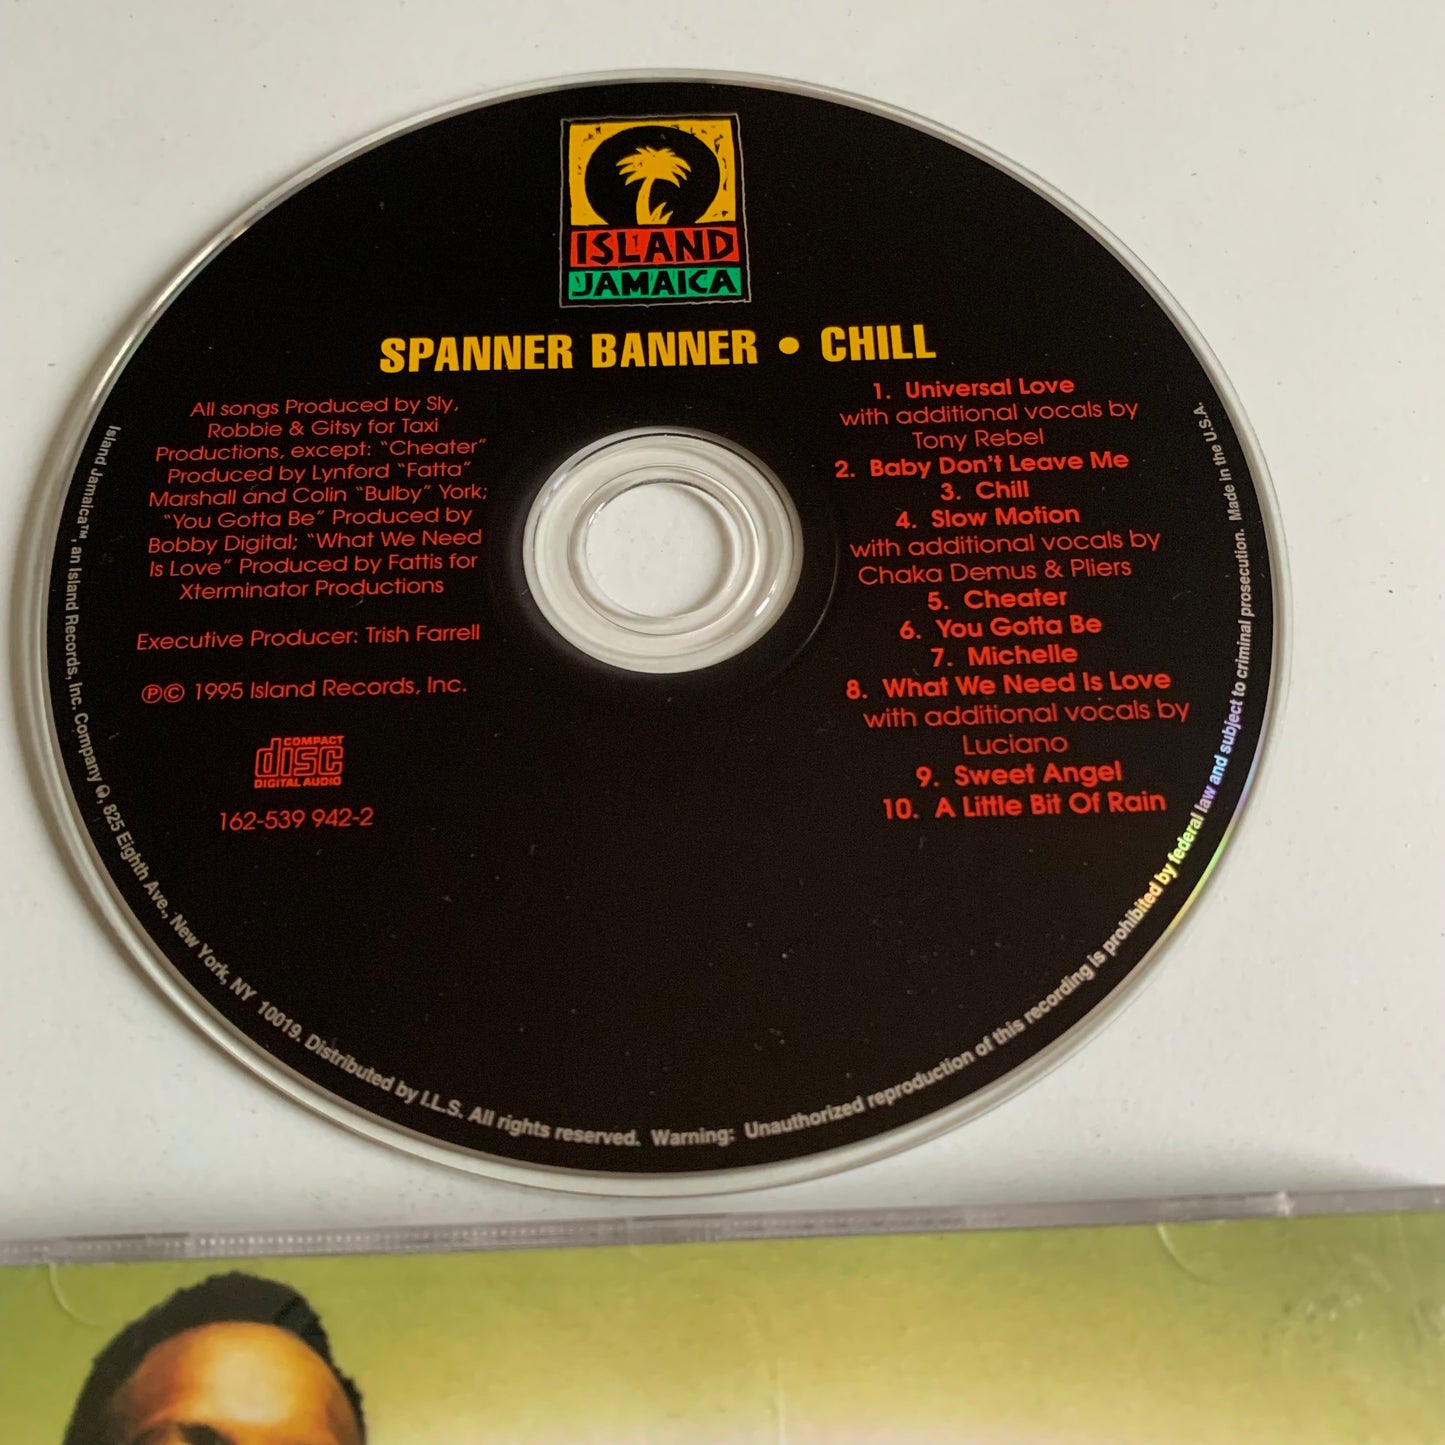 ISLAND
JAMAICA
SPANNER BANNER • CHILL
All songs Produced by Sly,
Robbie & Gitsy for Taxi
Productions, except: "Cheater"
Produced by Lynford "Fatta"
Marshall and Colin "Bulby" York;
"You Gotta Be" Produced by
Bobby Digital; "What We Need
Is Love" Produced by Fattis for
Xterminator Productions
Executive Producer: Trish Farrell
℗© 1995 Island Records, Inc.
COMPACT
disc
DIGITAL AUDIO
162-539 942-2
1. Universal Love
with additional vocals by
Tony Rebel
2. Baby Don't Leave Me
3. Chill
4. Slow Motion
with additional vocals by
Chaka Demus & Pliers
5. Cheater
6. You Gotta Be
7. Michelle
8. What We Need Is Love
with additional vocals by
Luciano
9. Sweet Angel
10. A Little Bit Of Rain
Island Jamaica™, an Island Records, Inc. Company, 825 Eighth Ave., New York, NY 10019. Distributed by I.L.S. All rights reserved. Warning: Unauthorized reproduction of this recording is prohibited by federal law and subject to criminal prosecution. Made in the U.S.A.